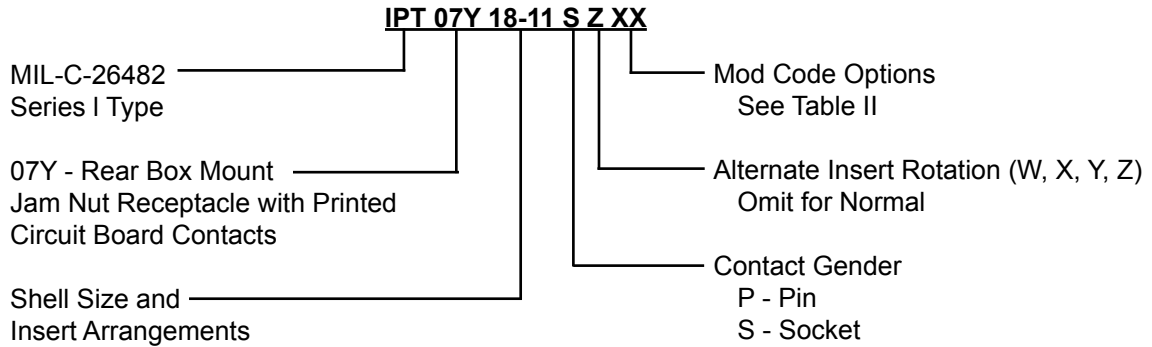 IPT 07Y 18-11 S Z XX
MIL-C-26482
Series I Type
07Y - Rear Box Mount
Jam Nut Receptacle with Printed
Circuit Board Contacts
Shell Size and
Insert Arrangements
Mod Code Options
See Table II
Alternate Insert Rotation (W, X, Y, Z)
Omit for Normal
Contact Gender
P - Pin
S - Socket